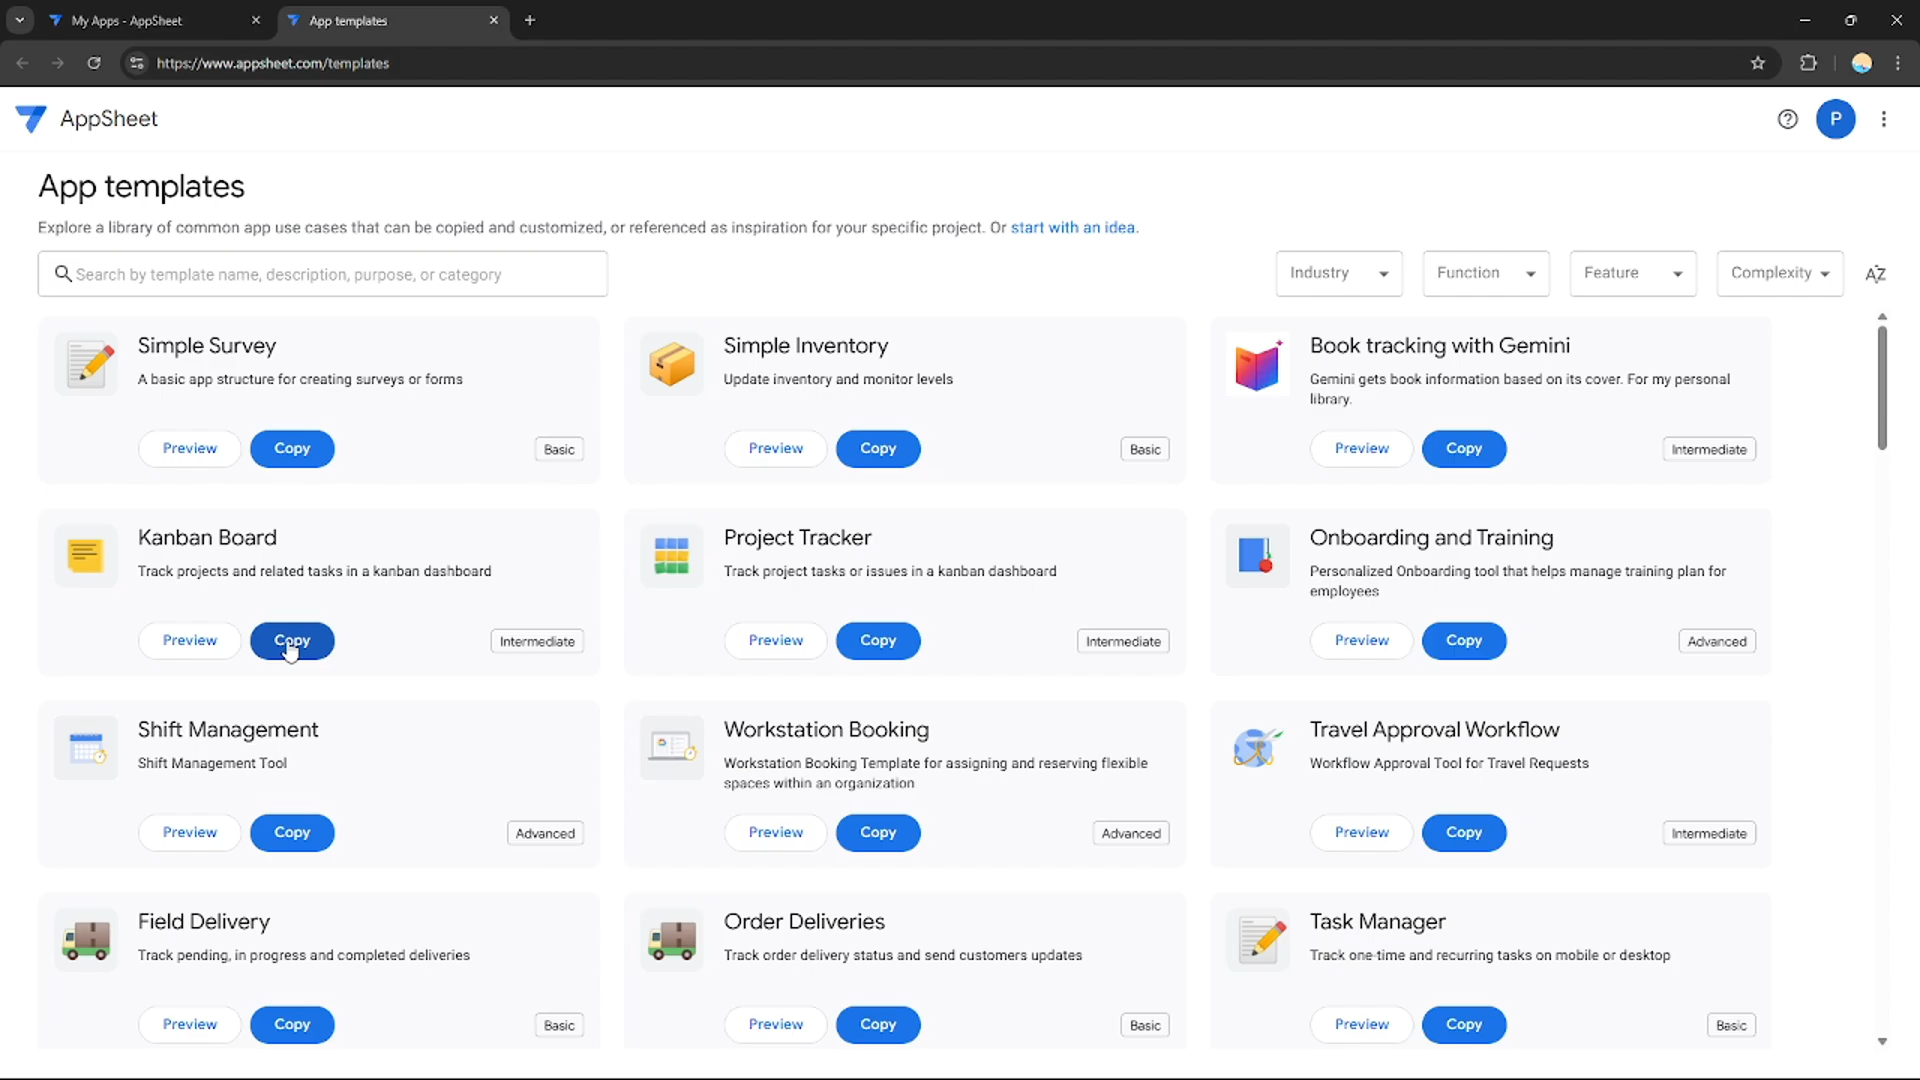 My Apps - AppSheet
App templates
https://www.appsheet.com/templates
AppSheet
P
App templates
Explore a library of common app use cases that can be copied and customized, or referenced as inspiration for your specific project. Or start with an idea.
Search by template name, description, purpose, or category
Industry
Function
Feature
Complexity
AZ
Simple Survey
A basic app structure for creating surveys or forms
Preview
Copy
Basic
Simple Inventory
Update inventory and monitor levels
Preview
Copy
Basic
Book tracking with Gemini
Gemini gets book information based on its cover. For my personal
library.
Preview
Copy
Intermediate
Kanban Board
Track projects and related tasks in a kanban dashboard
Preview
Copy
Intermediate
Project Tracker
Track project tasks or issues in a kanban dashboard
Preview
Copy
Intermediate
Onboarding and Training
Personalized Onboarding tool that helps manage training plan for
employees
Preview
Copy
Advanced
Shift Management
Shift Management Tool
Preview
Copy
Advanced
Workstation Booking
Workstation Booking Template for assigning and reserving flexible
spaces within an organization
Preview
Copy
Advanced
Travel Approval Workflow
Workflow Approval Tool for Travel Requests
Preview
Copy
Intermediate
Field Delivery
Track pending, in progress and completed deliveries
Preview
Copy
Basic
Order Deliveries
Track order delivery status and send customers updates
Preview
Copy
Basic
Task Manager
Track one-time and recurring tasks on mobile or desktop
Preview
Copy
Basic